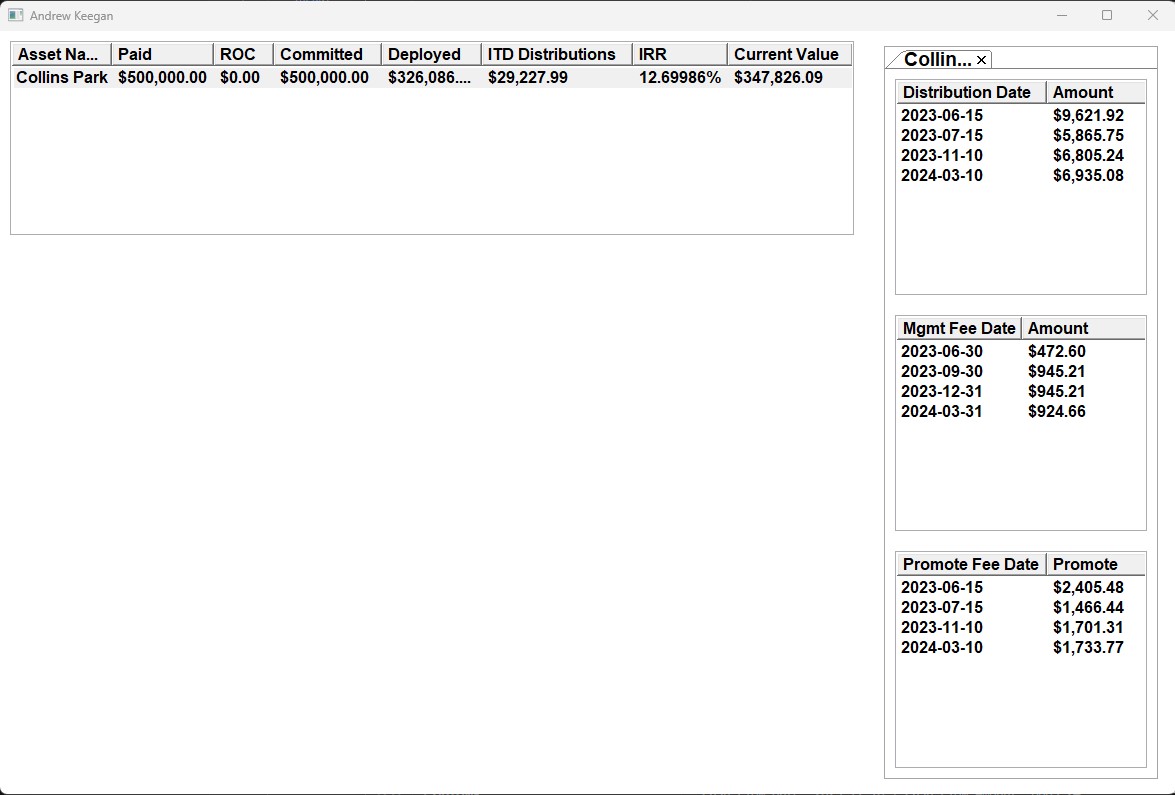 Andrew Keegan
Asset Na... Paid ROC Committed Deployed ITD Distributions IRR Current Value
Collins Park $500,000.00 $0.00 $500,000.00 $326,086.... $29,227.99 12.69986% $347,826.09
Collin... ×
Distribution Date Amount
2023-06-15 $9,621.92
2023-07-15 $5,865.75
2023-11-10 $6,805.24
2024-03-10 $6,935.08
Mgmt Fee Date Amount
2023-06-30 $472.60
2023-09-30 $945.21
2023-12-31 $945.21
2024-03-31 $924.66
Promote Fee Date Promote
2023-06-15 $2,405.48
2023-07-15 $1,466.44
2023-11-10 $1,701.31
2024-03-10 $1,733.77